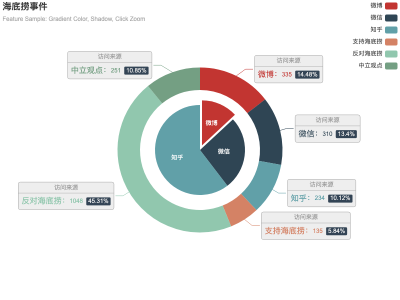 海底捞事件
Feature Sample: Gradient Color, Shadow, Click Zoom
微博
微信
知乎
支持海底捞
反对海底捞
中立观点
访问来源
中立观点： 251 10.85%
访问来源
微博： 335 14.48%
访问来源
微信： 310 13.4%
访问来源
知乎： 234 10.12%
访问来源
支持海底捞： 135 5.84%
访问来源
反对海底捞： 1048 45.31%
微博
微信
知乎